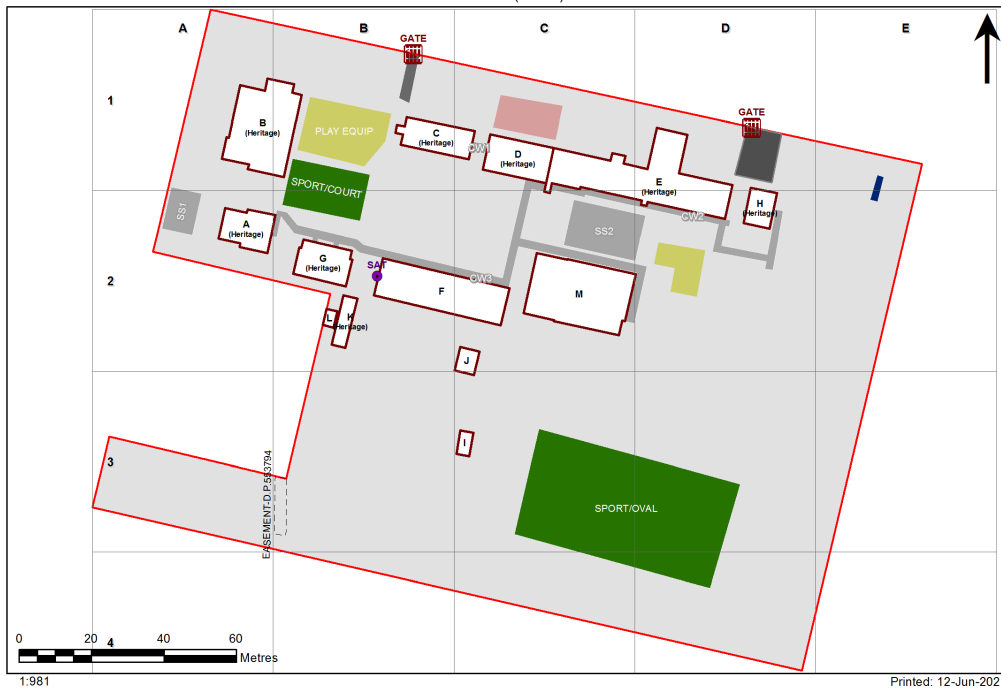 A
B
C
D
E
GATE
GATE
1
B
(Heritage)
PLAY EQUIP
C
(Heritage)
CW1
D
(Heritage)
E
(Heritage)
SPORT/COURT
H
(Heritage)
SS1
A
(Heritage)
CW2
SS2
G
(Heritage)
SAT
2
F
CW3
M
L
K
(Heritage)
J
I
3
EASEMENT-D.P.553794
SPORT/OVAL
0 20 40 60
4
Metres
1:981
Printed: 12-Jun-202